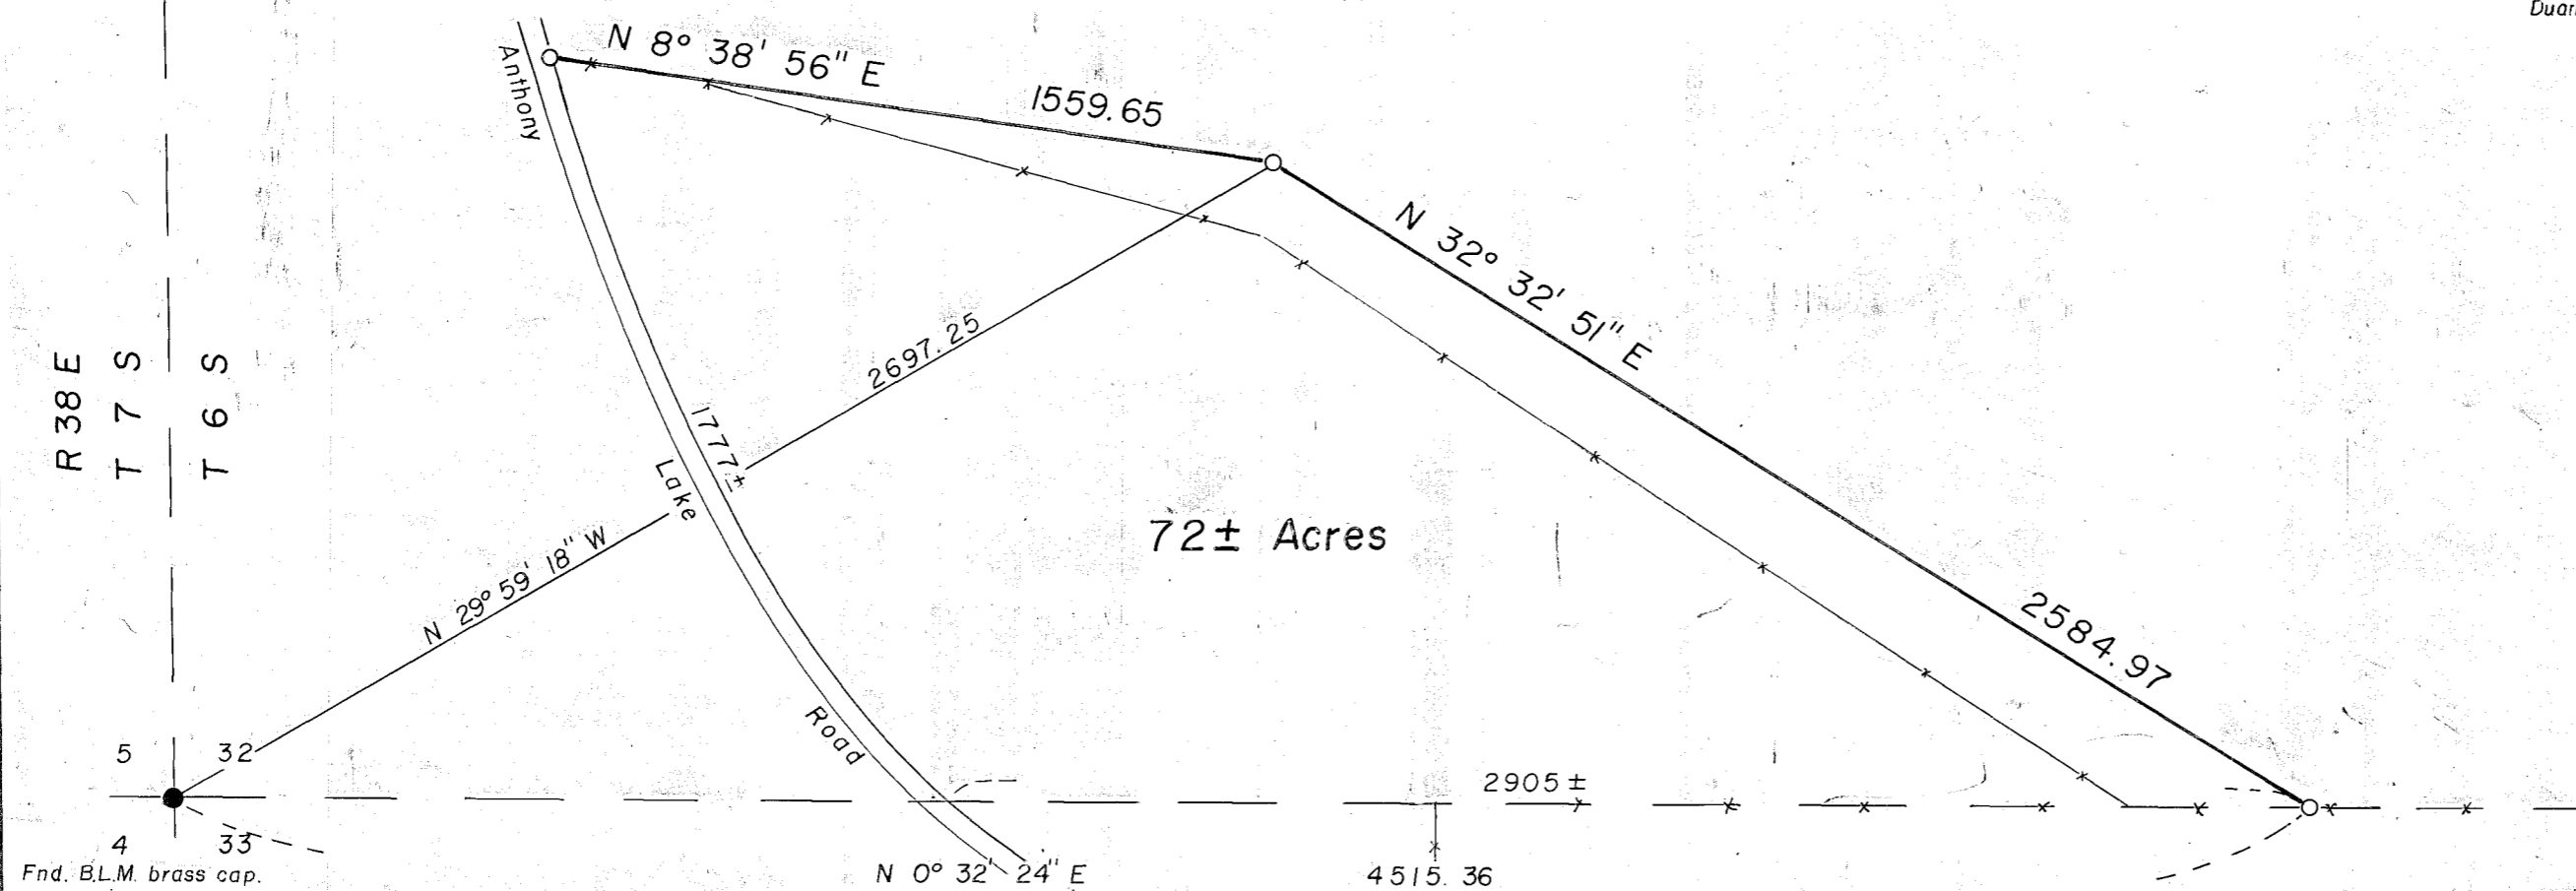 N 8° 38' 56" E
1559.65
Anthony
Lake
Road
N 32° 32' 51" E
2584.97
2697.25
N 29° 59' 18" W
1777±
R 38 E
T 7 S
T 6 S
72± Acres
5
32
4
33
2905±
Fnd. B.L.M. brass cap.
N 0° 32' 24" E
4515.36